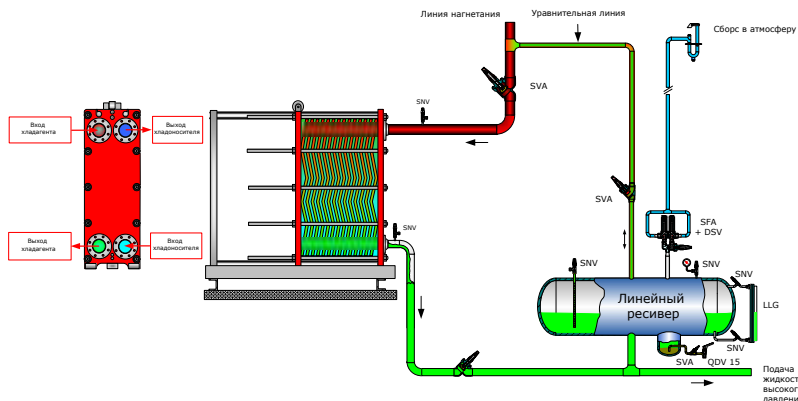 Линия нагнетания
Уравнительная линия
Сборс в атмосферу
SVA
SNV
Вход
хладагента
Выход
хладоносителя
SVA
SFA
+ DSV
Выход
хладагента
Вход
хладоносителя
SNV
SNV
SNV
SNV
Линейный
ресивер
LLG
SNV
SVA
QDV 15
Подача
жидкост
высоког
давлени